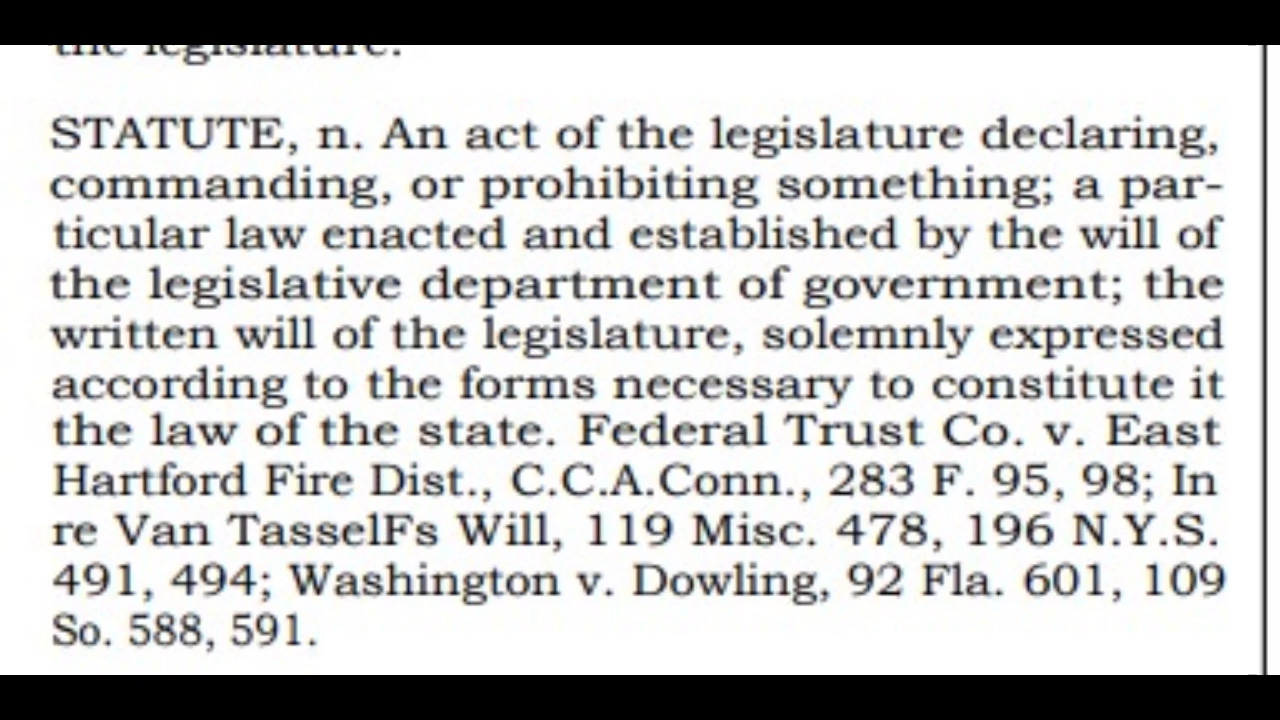 the legislature.
STATUTE, n. An act of the legislature declaring,
commanding, or prohibiting something; a par-
ticular law enacted and established by the will of
the legislative department of government; the
written will of the legislature, solemnly expressed
according to the forms necessary to constitute it
the law of the state. Federal Trust Co. v. East
Hartford Fire Dist., C.C.A.Conn., 283 F. 95, 98; In
re Van TasselFs Will, 119 Misc. 478, 196 N.Y.S.
491, 494; Washington v. Dowling, 92 Fla. 601, 109
So. 588, 591.